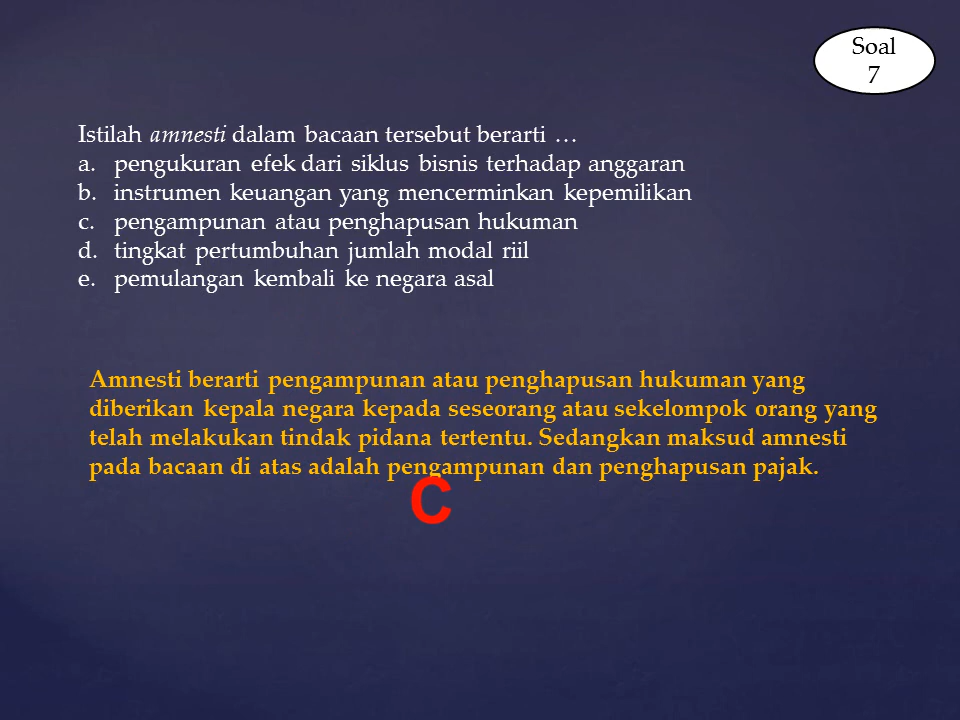 Soal
7
Istilah amnesti dalam bacaan tersebut berarti …
a. pengukuran efek dari siklus bisnis terhadap anggaran
b. instrumen keuangan yang mencerminkan kepemilikan
c. pengampunan atau penghapusan hukuman
d. tingkat pertumbuhan jumlah modal riil
e. pemulangan kembali ke negara asal
Amnesti berarti pengampunan atau penghapusan hukuman yang
diberikan kepala negara kepada seseorang atau sekelompok orang yang
telah melakukan tindak pidana tertentu. Sedangkan maksud amnesti
pada bacaan di atas adalah pengampunan dan penghapusan pajak.
C